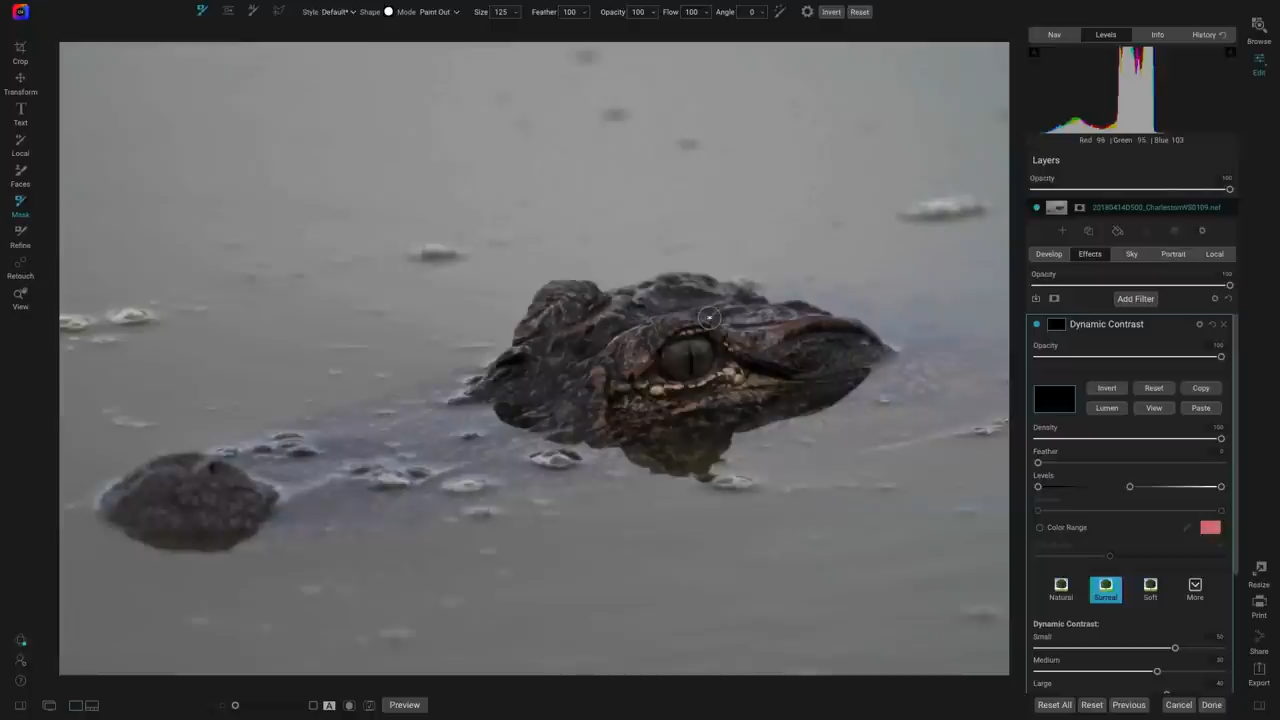 Style Default* Shape Mode Paint Out Size 125 Feather 100 Opacity 100 Flow 100 Angle 0 Invert Reset
Crop
Transform
Text
Local
Faces
Mask
Refine
Retouch
View
Preview
Nav Levels Info History
Red 96 | Green 95 | Blue 103
Layers
Opacity 100
20180414D500_CharlestownWS0109.nef
Develop Effects Sky Portrait Local
Opacity 100
Add Filter
Dynamic Contrast
Opacity 100
Invert Reset Copy
Lumen View Paste
Density 100
Feather 0
Levels
Color Range
Natural Surreal Soft More
Dynamic Contrast:
Small 50
Medium 30
Large 40
Reset All Reset Previous Cancel Done
Browse
Edit
Resize
Print
Share
Export